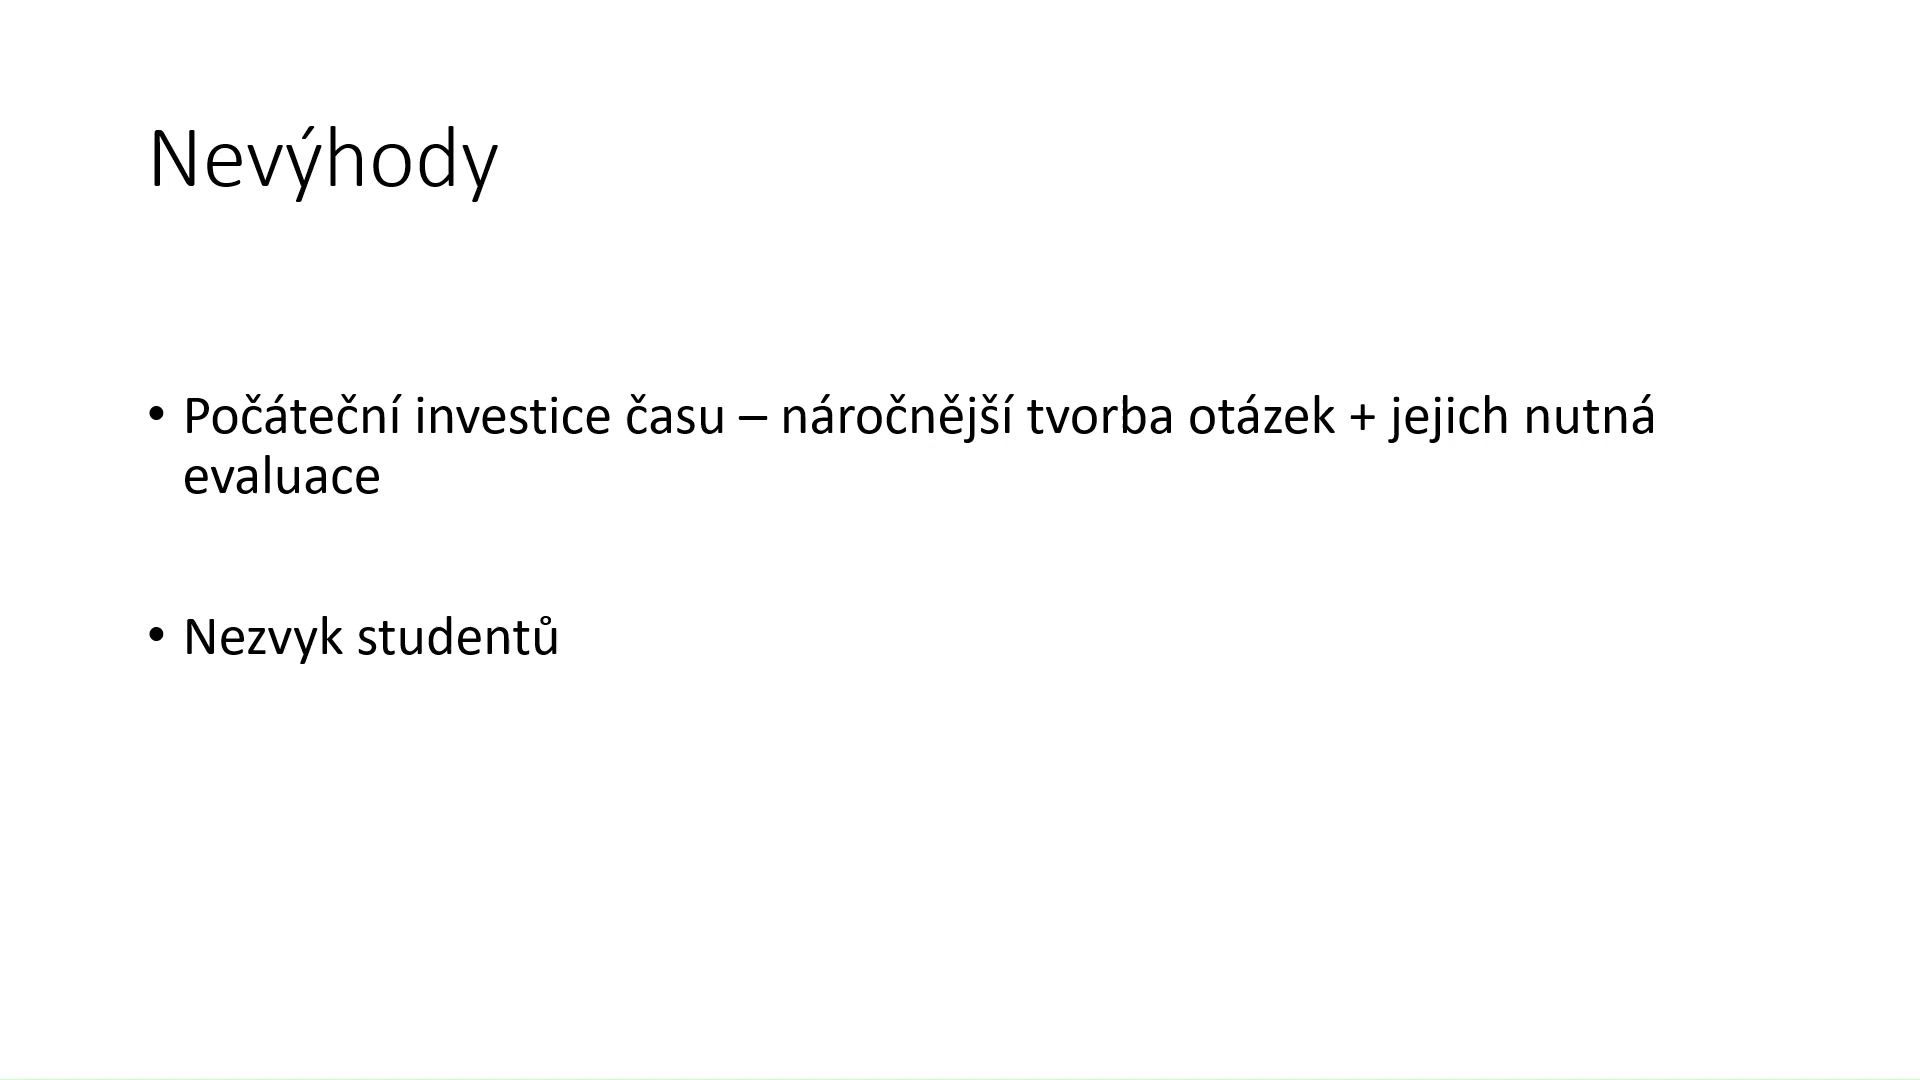 Nevýhody
• Počáteční investice času – náročnější tvorba otázek + jejich nutná
evaluace
• Nezvyk studentů